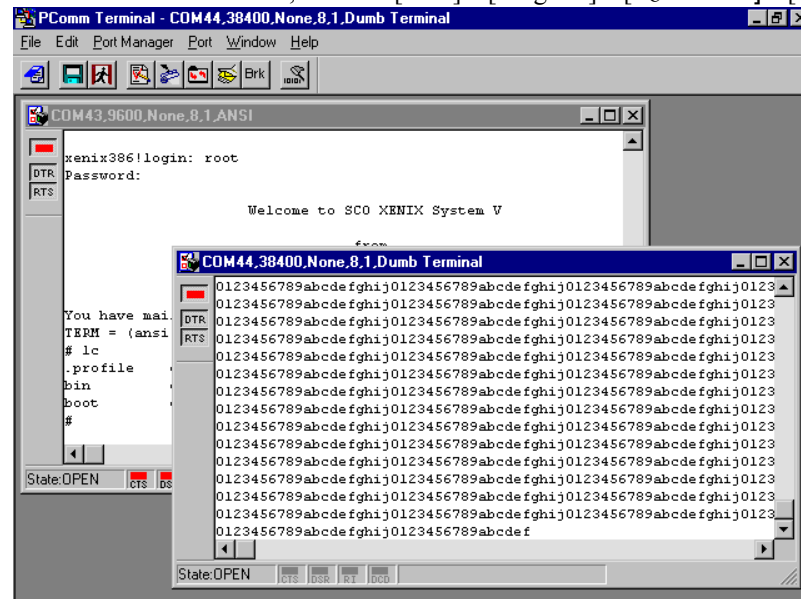 PComm Terminal - COM44,38400,None,8,1,Dumb Terminal
File Edit Port Manager Port Window Help
Brk
COM43,9600,None,8,1,ANSI
DTR
RTS
xenix386!login: root
Password:
Welcome to SCO XENIX System V
from
You have mai
TERM = (ansi
# lc
.profile
bin
boot
#
State:OPEN CTS
COM44,38400,None,8,1,Dumb Terminal
DTR
RTS
0123456789abcdefghij0123456789abcdefghij0123456789abcdefghij0123
0123456789abcdefghij0123456789abcdefghij0123456789abcdefghij0123
0123456789abcdefghij0123456789abcdefghij0123456789abcdefghij0123
0123456789abcdefghij0123456789abcdefghij0123456789abcdefghij0123
0123456789abcdefghij0123456789abcdefghij0123456789abcdefghij0123
0123456789abcdefghij0123456789abcdefghij0123456789abcdefghij0123
0123456789abcdefghij0123456789abcdefghij0123456789abcdefghij0123
0123456789abcdefghij0123456789abcdefghij0123456789abcdefghij0123
0123456789abcdefghij0123456789abcdefghij0123456789abcdefghij0123
0123456789abcdefghij0123456789abcdefghij0123456789abcdefghij0123
0123456789abcdefghij0123456789abcdefghij0123456789abcdefghij0123
0123456789abcdefghij0123456789abcdefghij0123456789abcdefghij0123
0123456789abcdefghij0123456789abcdefghij0123456789abcdefghij0123
0123456789abcdefghij0123456789abcdefghij0123456789abcdefghij0123
0123456789abcdefghij0123456789abcdef
State:OPEN CTS DSR RI DCD